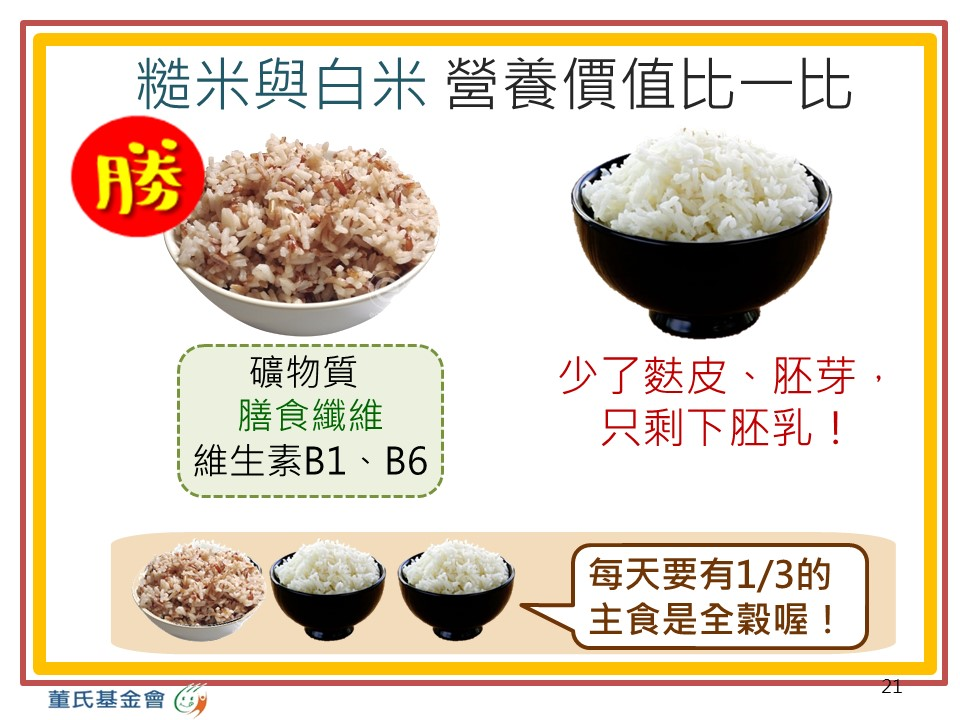 21
糙米與白米 營養價值比一比
勝
礦物質
膳食纖維
維生素B1、B6
少了麩皮、胚芽，
只剩下胚乳！
每天要有1/3的
主食是全穀喔！
董氏基金會
21